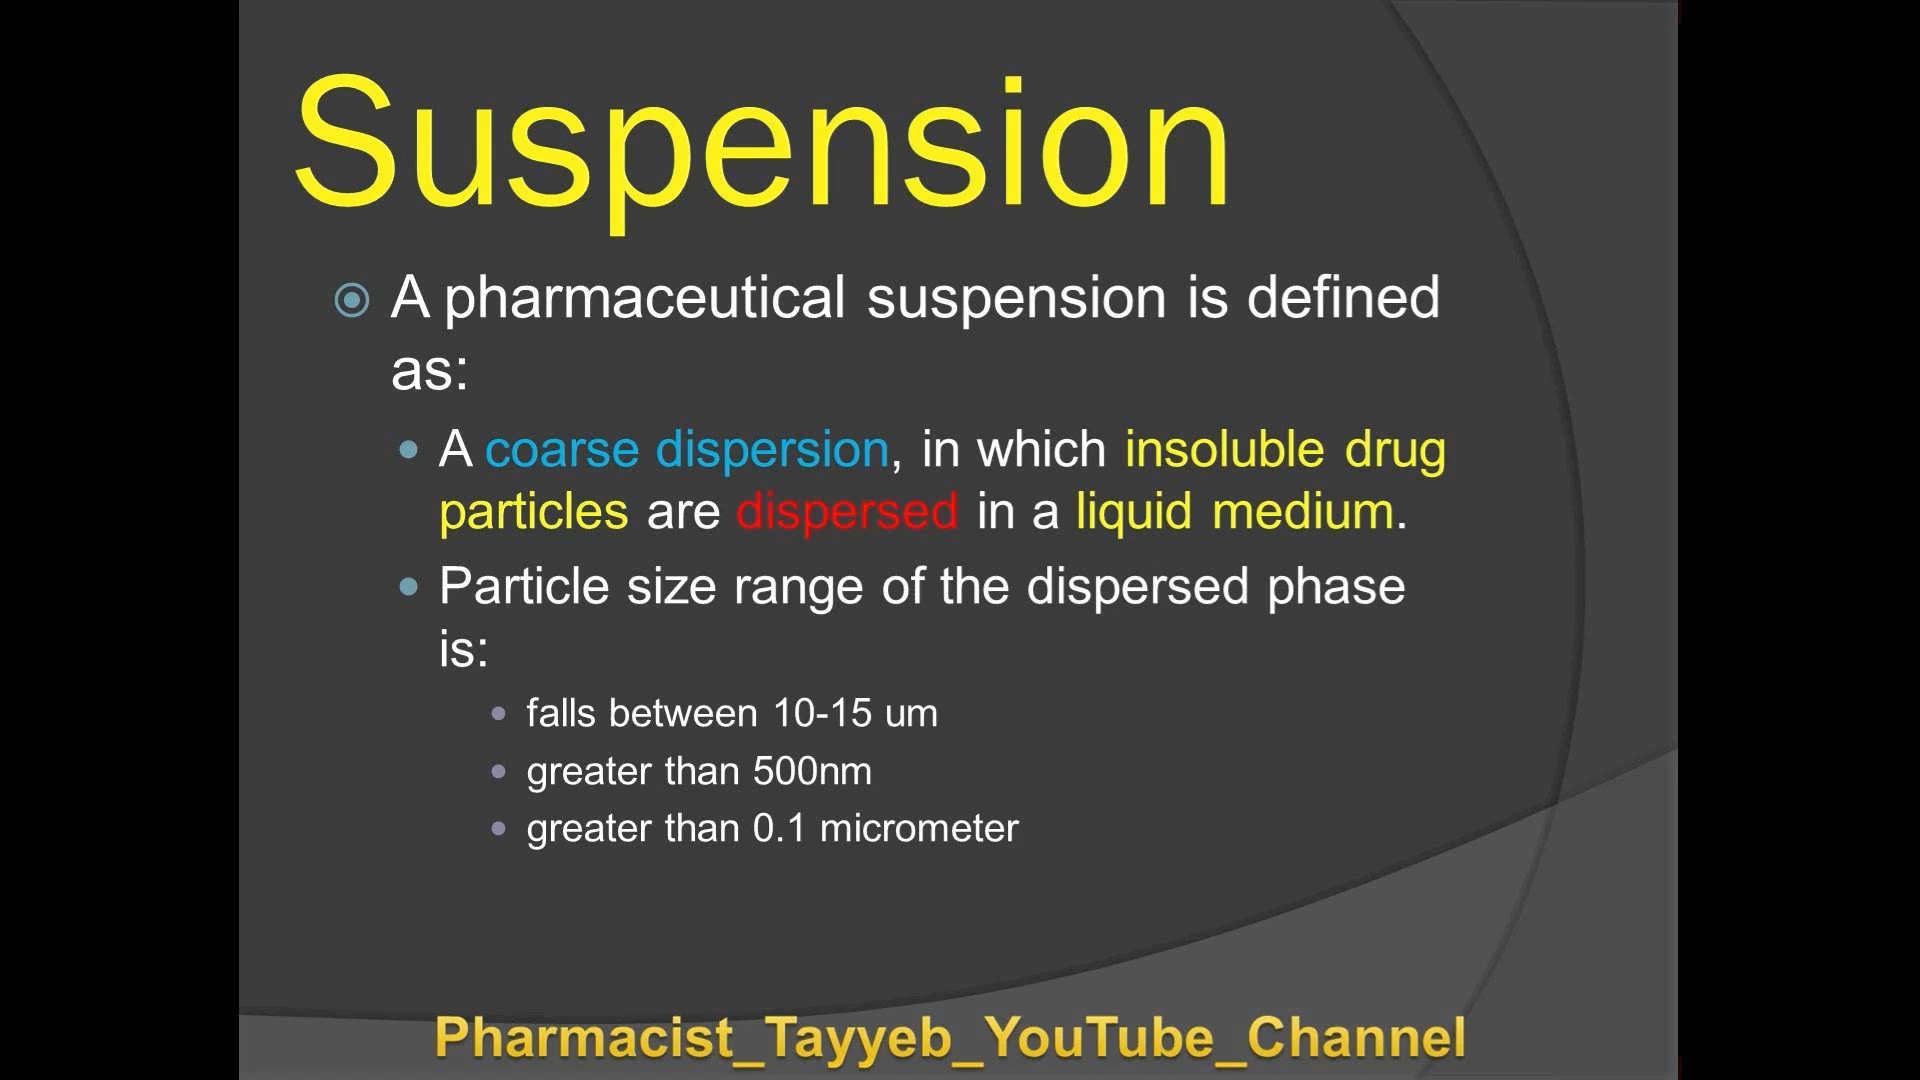 Suspension
A pharmaceutical suspension is defined
as:
A coarse dispersion, in which insoluble drug
particles are dispersed in a liquid medium.
Particle size range of the dispersed phase
is:
falls between 10-15 um
greater than 500nm
greater than 0.1 micrometer
Pharmacist_Tayyeb_YouTube_Channel